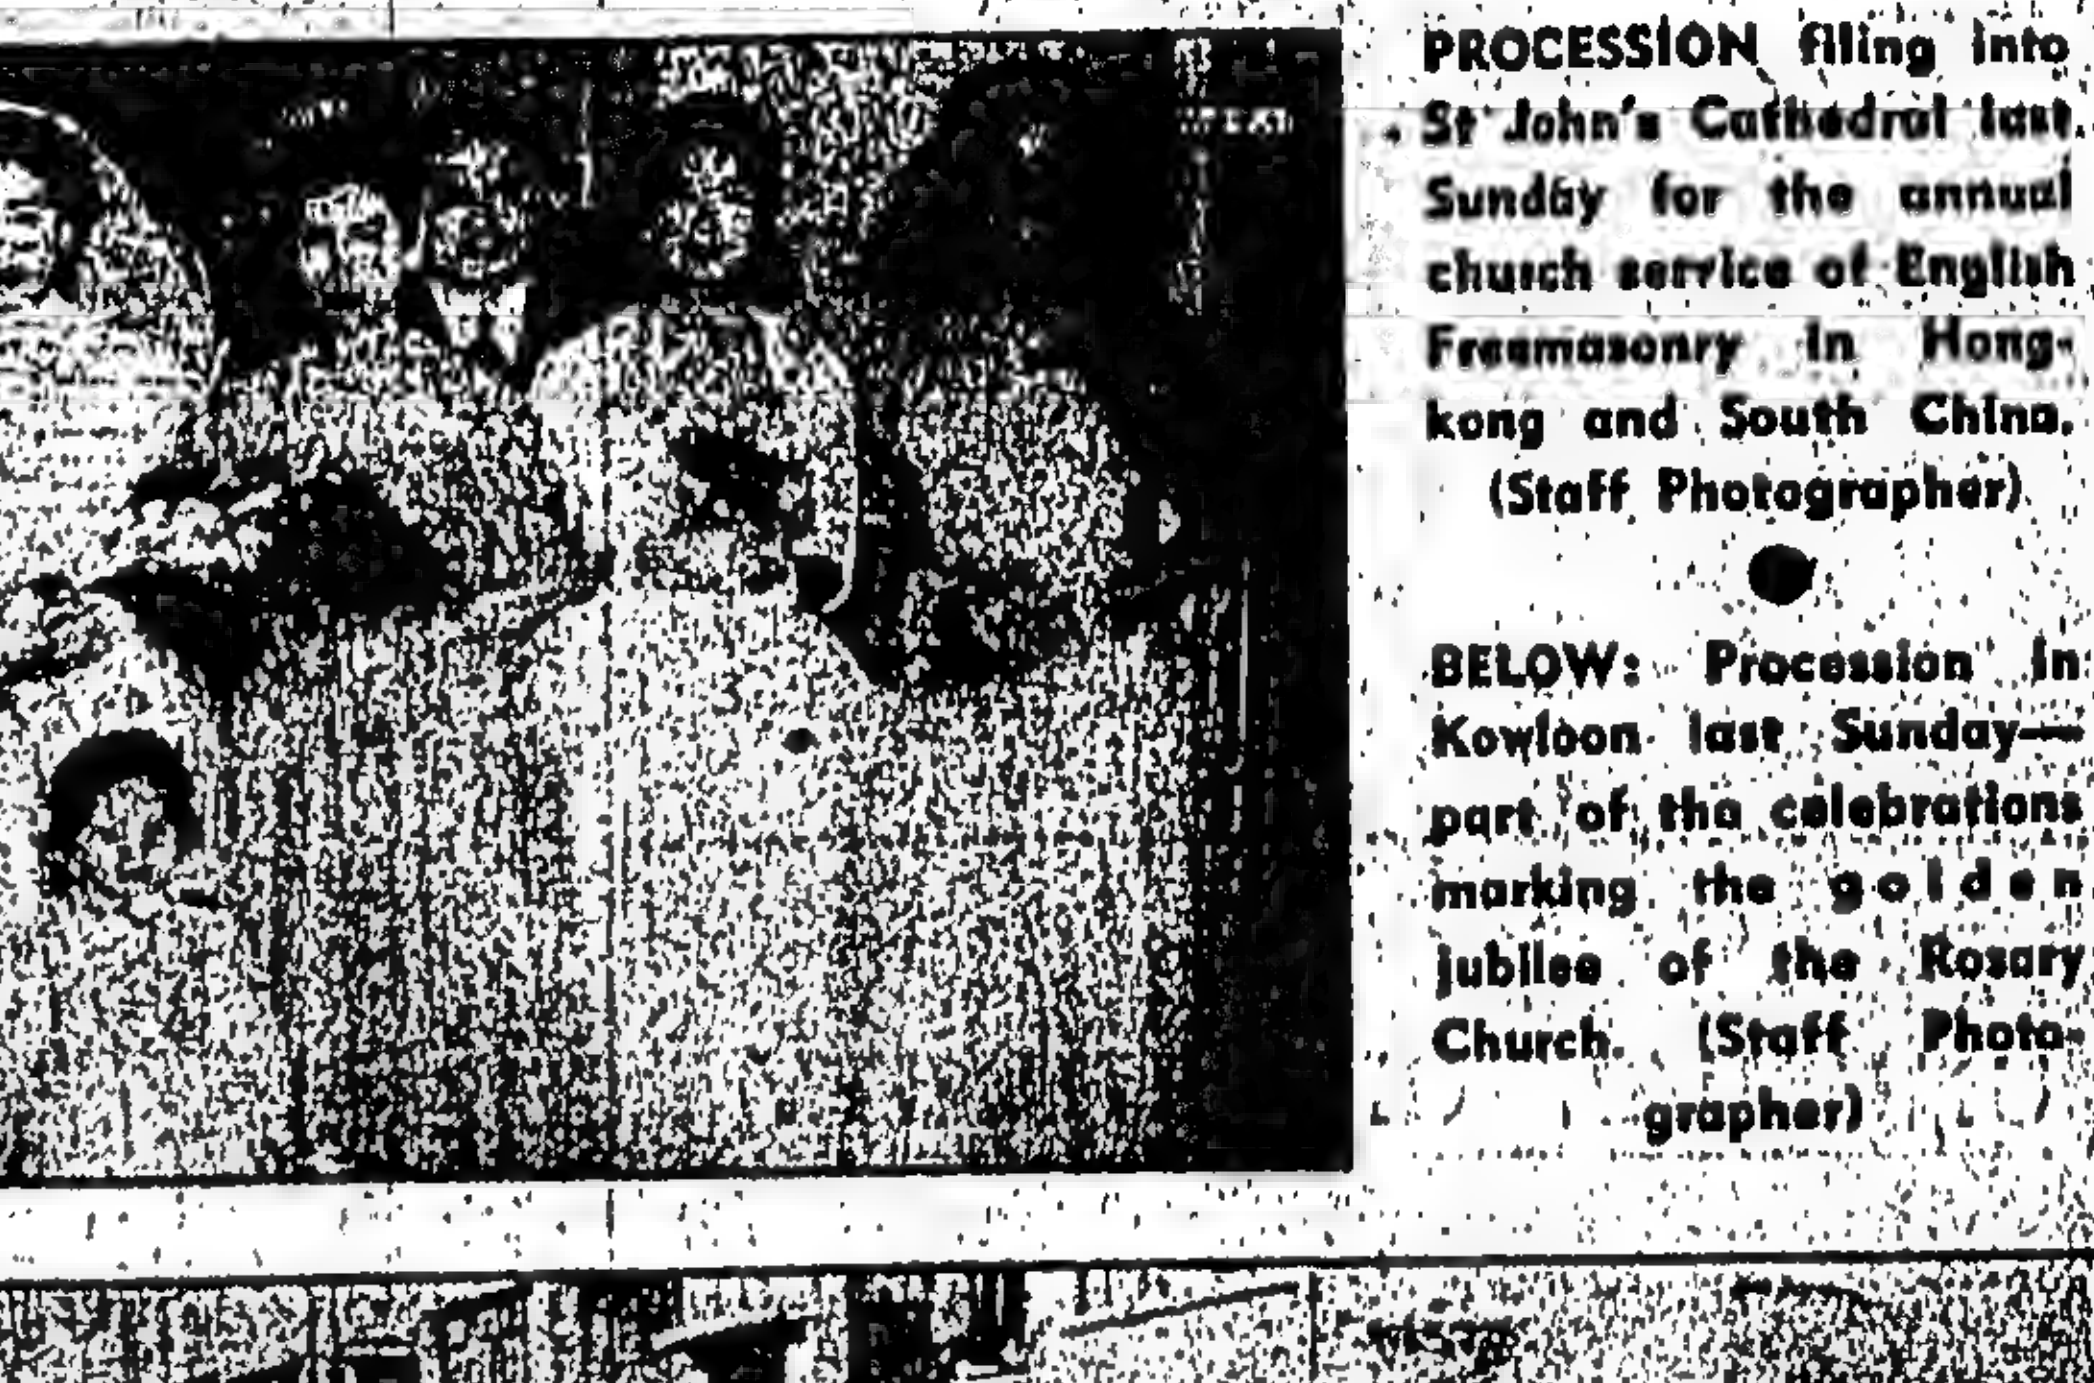 PROCESSION filing into
St John's Cathedral last
Sunday for the annual
church service of English
Freemasonry in Hong-
kong and South China.
(Staff Photographer)
BELOW: Procession in
Kowloon last Sunday—
part of the celebrations
marking the golden
jubilee of the Rosary
Church. (Staff Photo-
grapher)